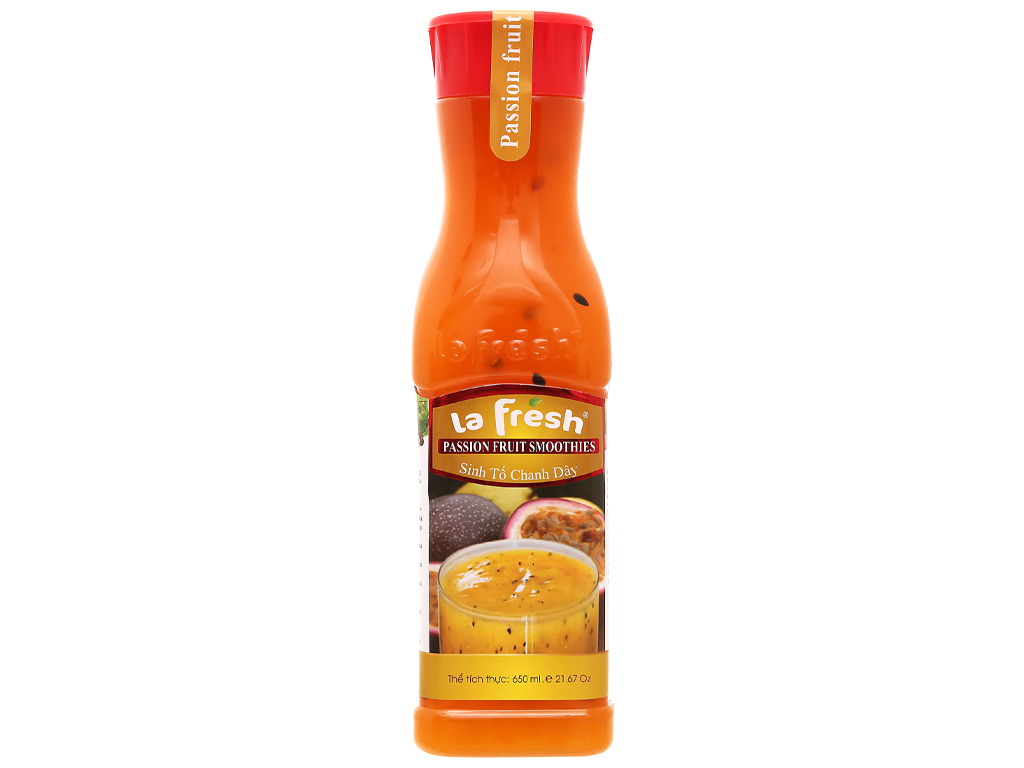 Passion fruit
la fresh
la fresh®
PASSION FRUIT SMOOTHIES
Sinh Tố Chanh Dây
Thể tích thực: 650 ml .℮ 21.67 Oz